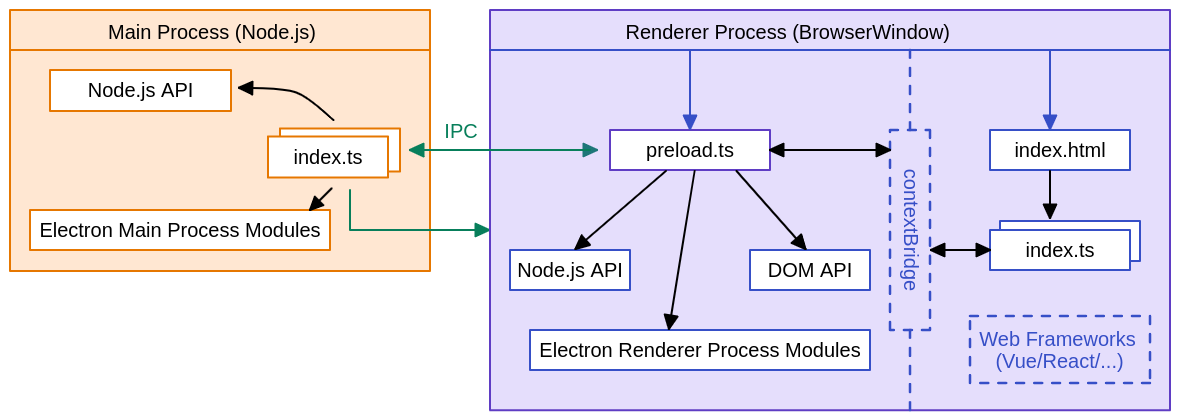 Main Process (Node.js)
Node.js API
index.ts
Electron Main Process Modules
IPC
Renderer Process (BrowserWindow)
preload.ts
contextBridge
index.html
index.ts
Node.js API
DOM API
Electron Renderer Process Modules
Web Frameworks
(Vue/React/...)